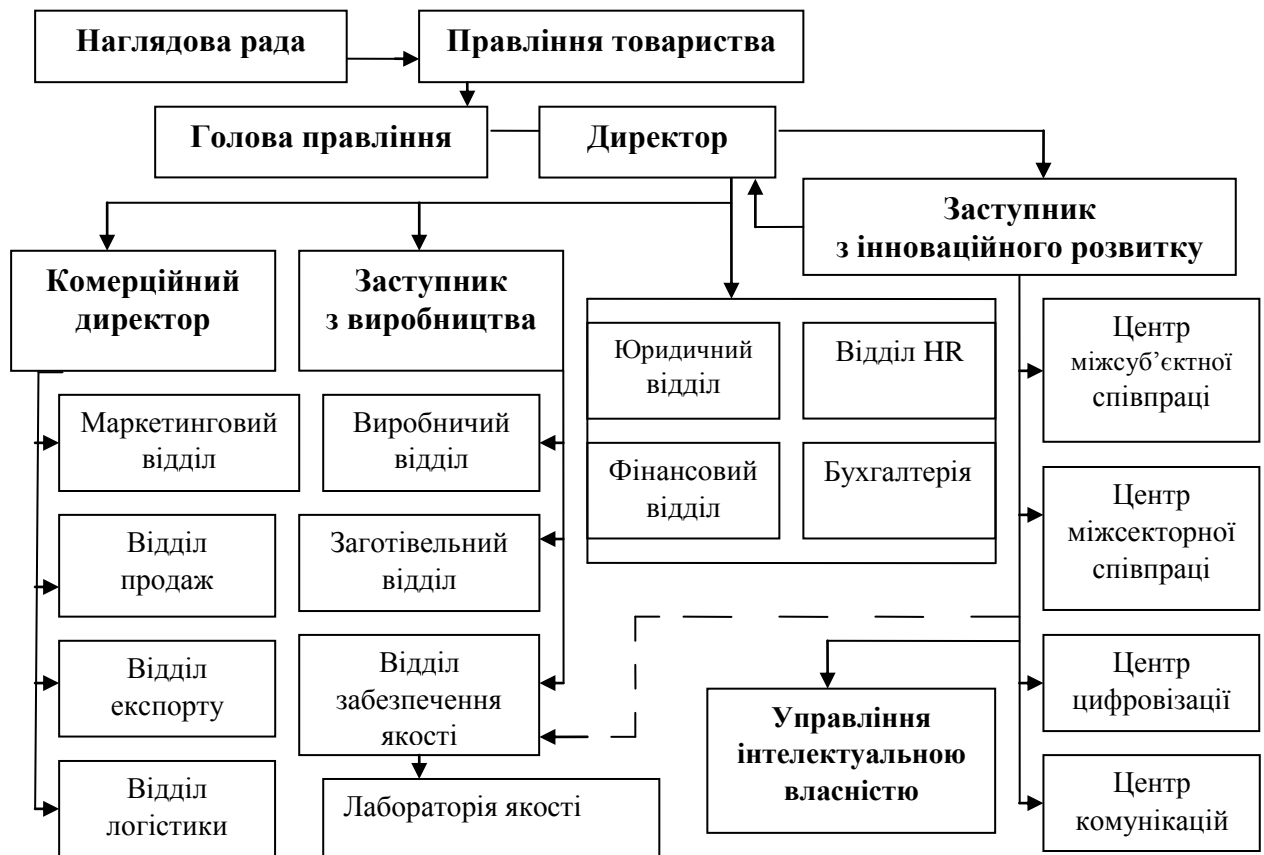 Наглядова рада
Правління товариства
Голова правління
Директор
Заступник
з інноваційного розвитку
Комерційний
директор
Заступник
з виробництва
Юридичний
відділ
Відділ HR
Фінансовий
відділ
Бухгалтерія
Центр
міжсуб’єктної
співпраці
Маркетинговий
відділ
Виробничий
відділ
Центр
міжсекторної
співпраці
Відділ
продаж
Заготівельний
відділ
Відділ
експорту
Відділ
забезпечення
якості
Управління
інтелектуальною
власністю
Центр
цифровізації
Відділ
логістики
Лабораторія якості
Центр
комунікацій